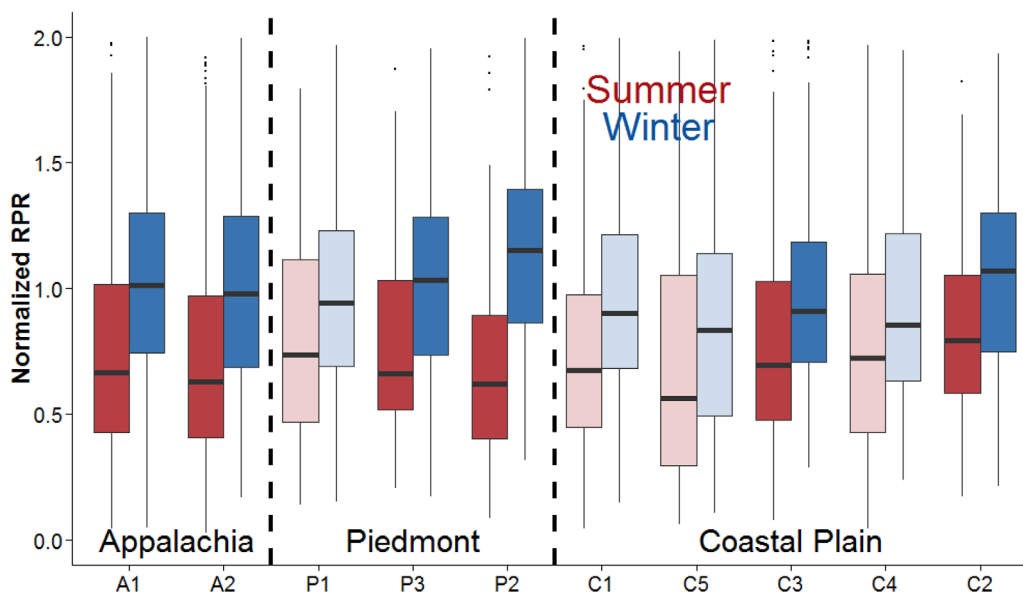 2.0
1.5
1.0
0.5
0.0
Normalized RPR
Summer
Winter
Appalachia Piedmont Coastal Plain
A1 A2 P1 P3 P2 C1 C5 C3 C4 C2